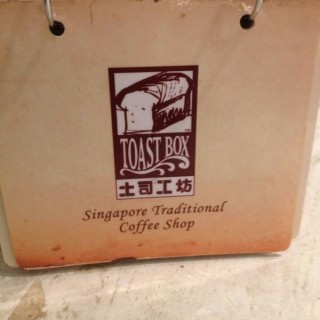 TOAST BOX
土司工坊
Singapore Traditional
Coffee Shop